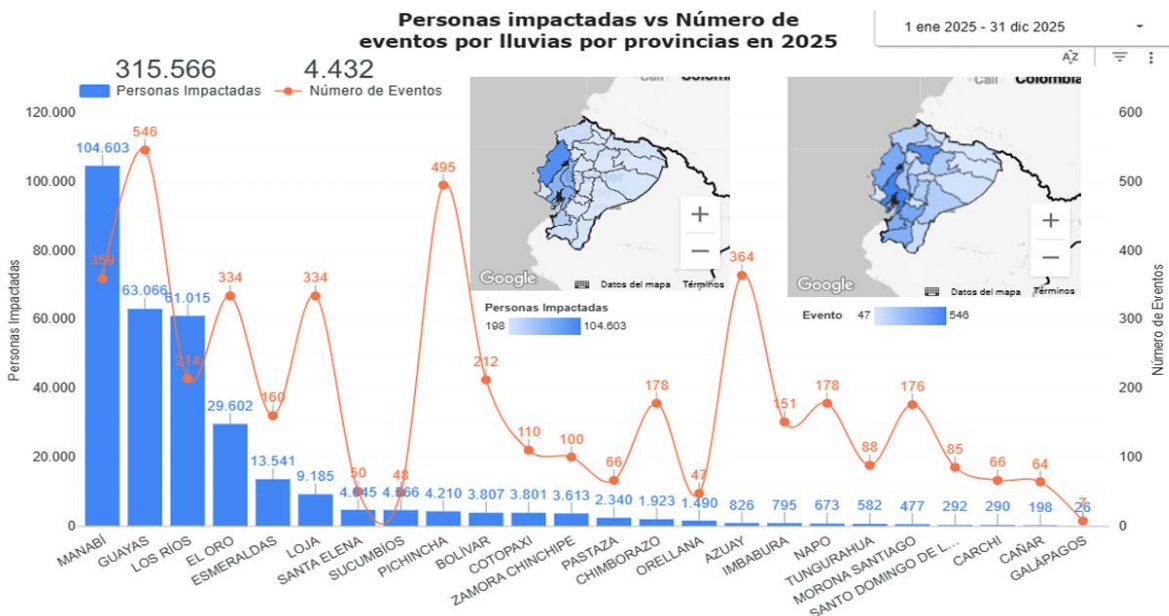 Personas impactadas vs Número de
eventos por lluvias por provincias en 2025
1 ene 2025 - 31 dic 2025
AZ
315.566
4.432
Personas Impactadas
Número de Eventos
120.000
100.000
80.000
60.000
40.000
20.000
0
Personas Impactadas
600
500
400
300
200
100
0
Número de Eventos
104.603
63.066
61.015
29.602
13.541
9.185
4.566
4.210
3.807
3.801
3.613
2.340
1.923
1.490
826
795
673
582
477
292
290
198
26
359
546
214
334
160
334
50
48
495
212
110
100
66
178
47
364
151
178
88
176
85
66
64
7
Cali
Colombia
Google
Datos del mapa
Términos
+
−
Personas Impactadas
198
104.603
Cali
Colombia
Google
Datos del mapa
Términos
+
−
Evento
47
546
MANABÍ
GUAYAS
LOS RÍOS
EL ORO
ESMERALDAS
LOJA
SANTA ELENA
SUCUMBÍOS
PICHINCHA
BOLÍVAR
COTOPAXI
ZAMORA CHINCHIPE
PASTAZA
CHIMBORAZO
ORELLANA
AZUAY
IMBABURA
NAPO
TUNGURAHUA
MORONA SANTIAGO
SANTO DOMINGO DE L...
CARCHI
CAÑAR
GALÁPAGOS